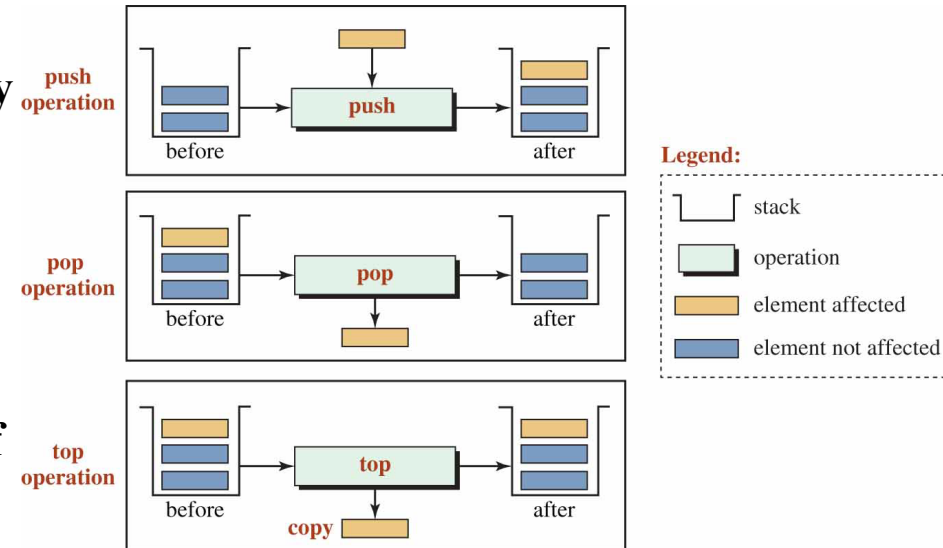 y
push
operation
push
before
after
pop
operation
pop
before
after
f
top
operation
top
before
copy
after
Legend:
stack
operation
element affected
element not affected